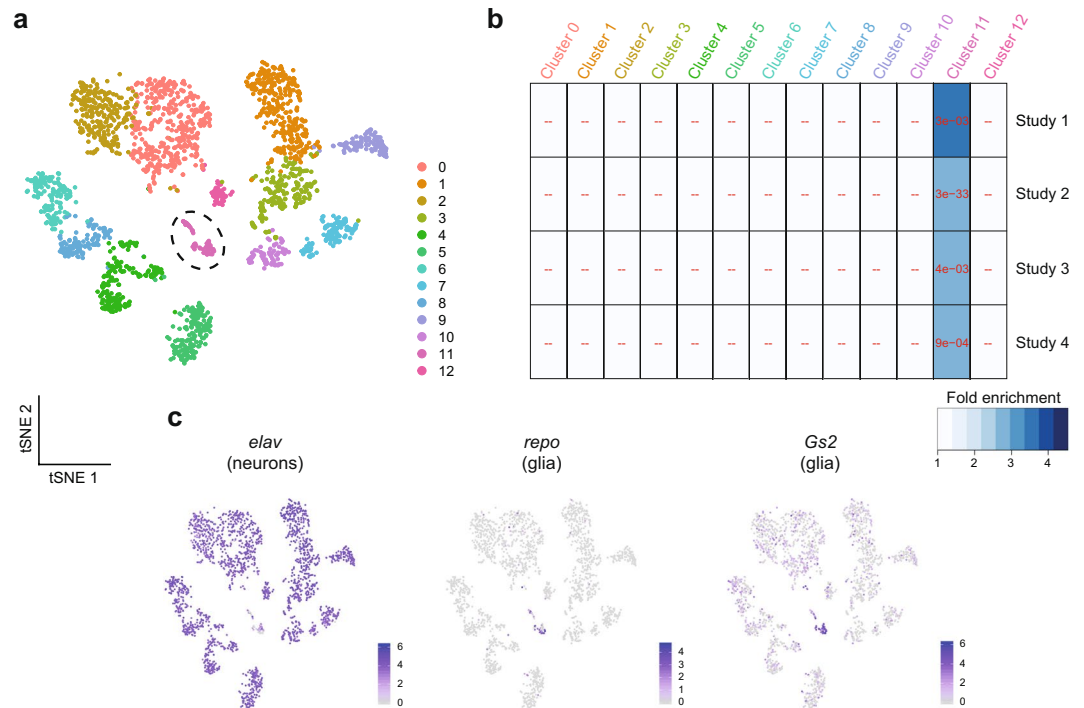 a
0
1
2
3
4
5
6
7
8
9
10
11
12
tSNE 2
tSNE 1
b
Cluster 0
Cluster 1
Cluster 2
Cluster 3
Cluster 4
Cluster 5
Cluster 6
Cluster 7
Cluster 8
Cluster 9
Cluster 10
Cluster 11
Cluster 12
-- -- -- -- -- -- -- -- -- -- -- --
Study 1
-- -- -- -- -- -- -- -- -- -- -- 3e−33 --
Study 2
-- -- -- -- -- -- -- -- -- -- -- 4e−03 --
Study 3
-- -- -- -- -- -- -- -- -- -- -- 9e−04 --
Study 4
Fold enrichment
1 2 3 4
c
elav
(neurons)
6
4
2
0
repo
(glia)
4
3
2
1
0
Gs2
(glia)
6
4
2
0